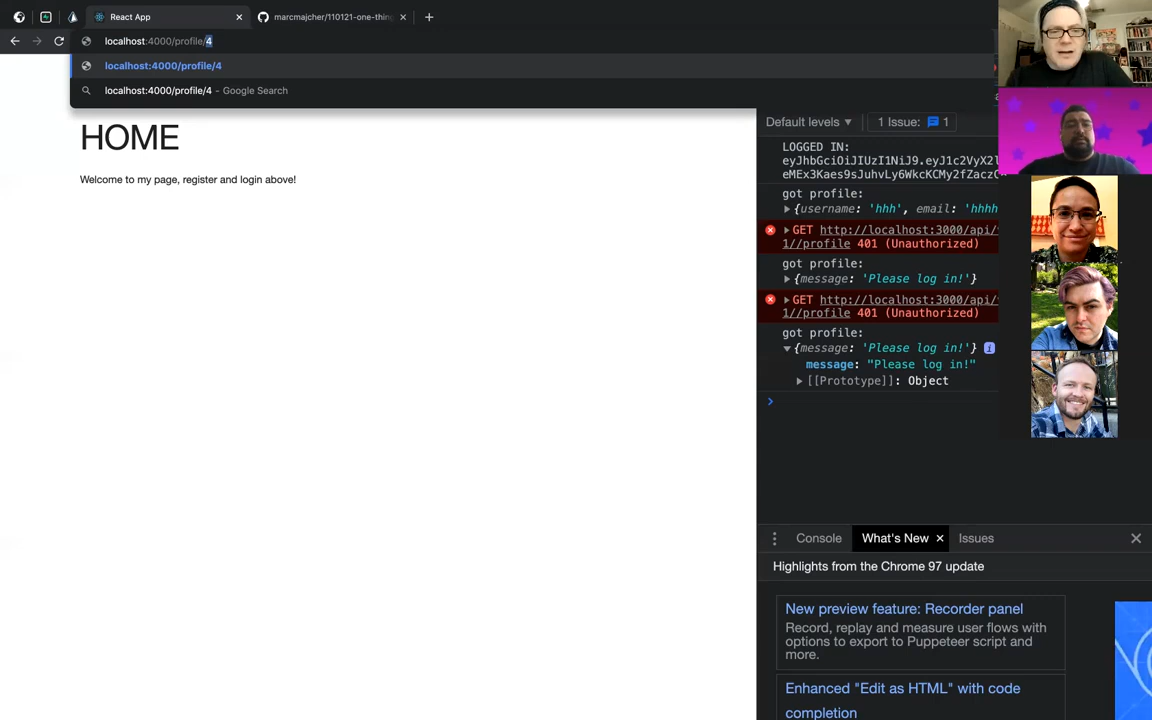 React App
marcmajcher/110121-one-thin
localhost:4000/profile/4
localhost:4000/profile/4
localhost:4000/profile/4 - Google Search
HOME
Welcome to my page, register and login above!
Default levels ▼
1 Issue: 1
LOGGED IN:
got profile:
▶{username: 'hhh', email: 'hhhh
▶GET http://localhost:3000/api/
1//profile 401 (Unauthorized)
got profile:
▶{message: 'Please log in!'}
▶GET http://localhost:3000/api/
1//profile 401 (Unauthorized)
got profile:
▼{message: 'Please log in!'} i
message: "Please log in!"
▶[[Prototype]]: Object
Console
What's New
Issues
Highlights from the Chrome 97 update
New preview feature: Recorder panel
Record, replay and measure user flows with
options to export to Puppeteer script and
more.
Enhanced "Edit as HTML" with code
completion